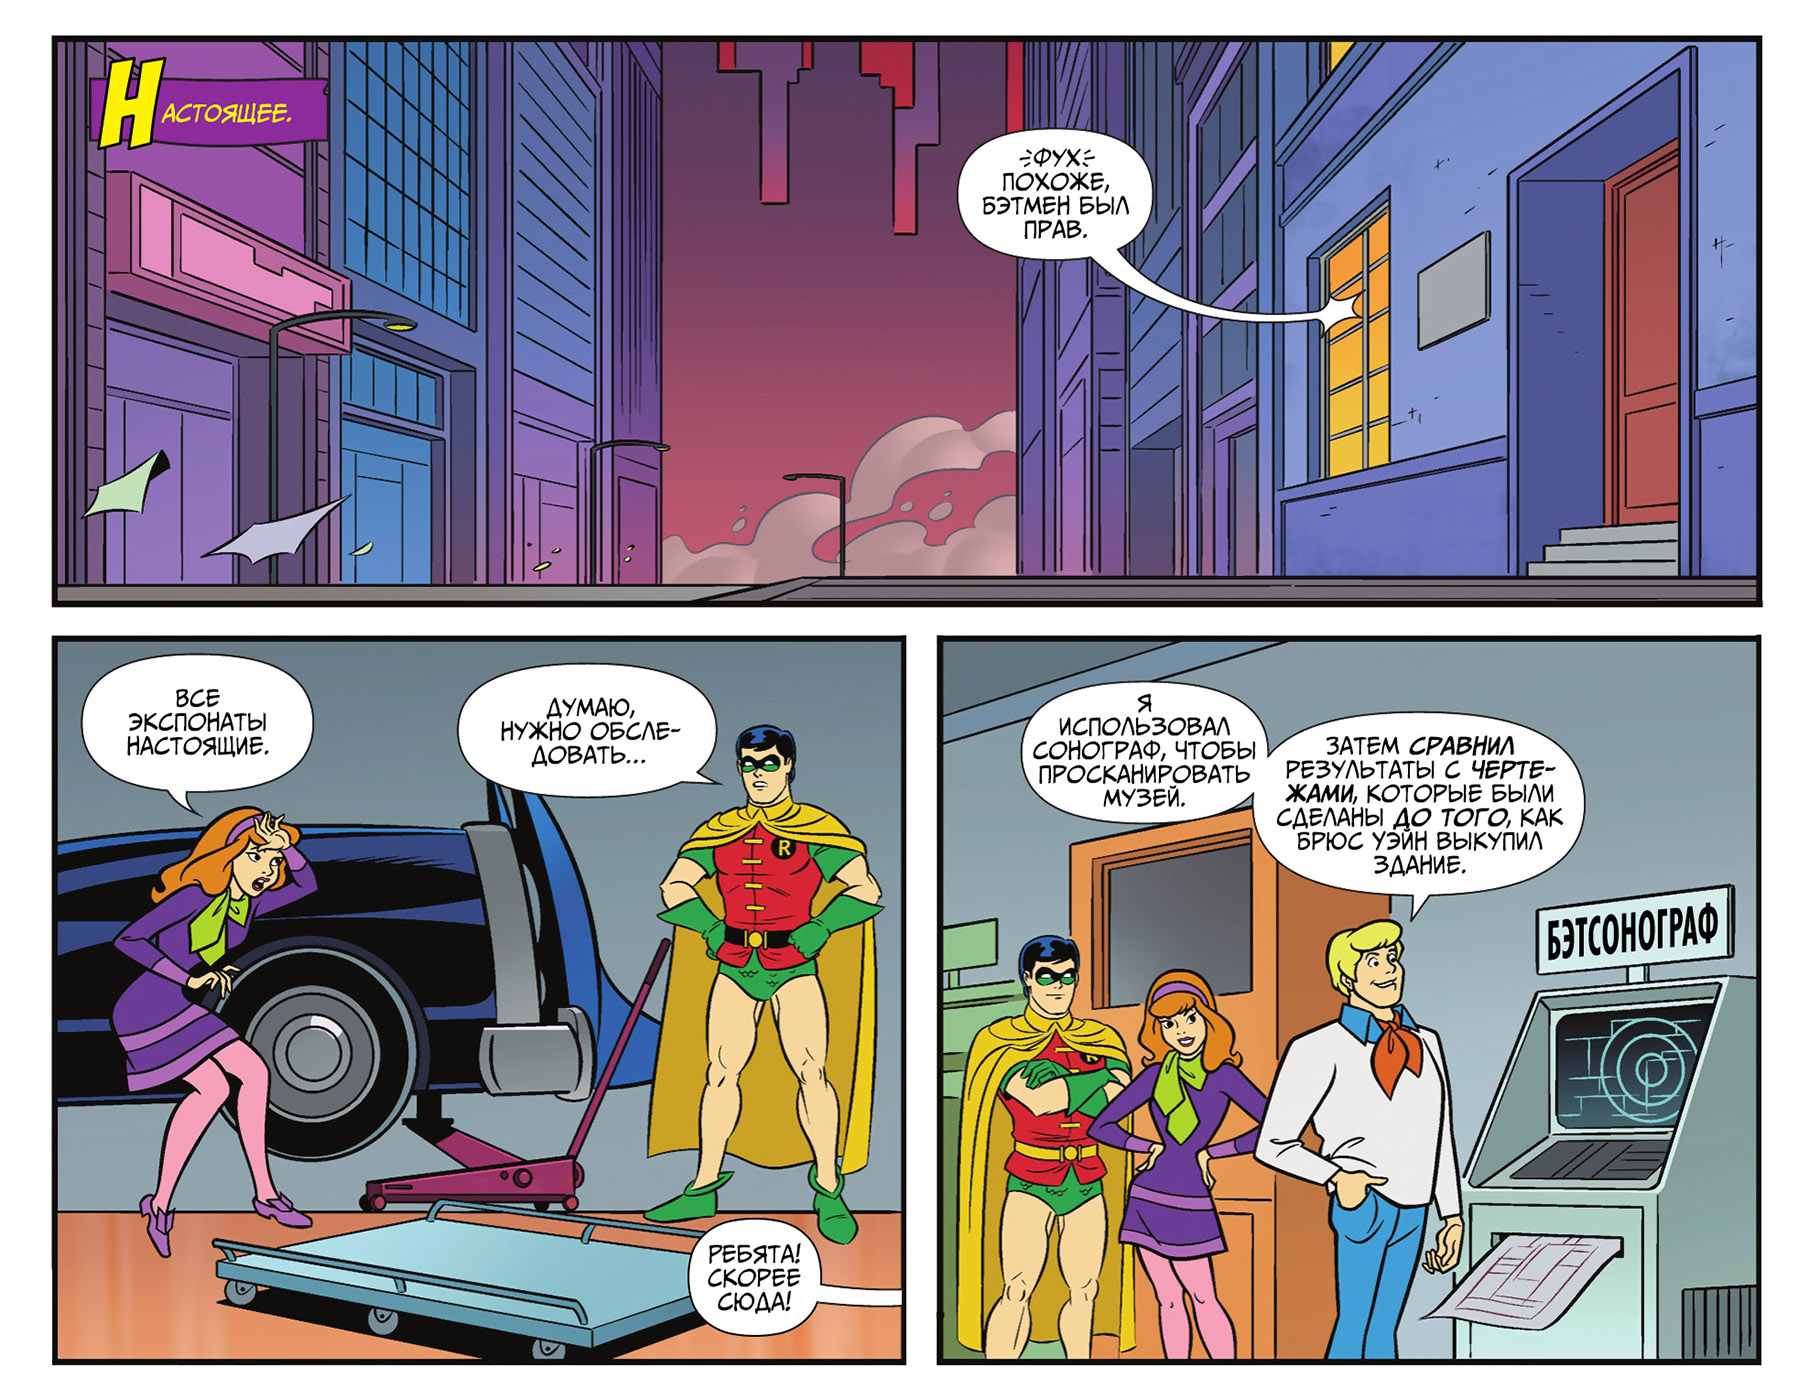 НАСТОЯЩЕЕ.
ФУХ
ПОХОЖЕ,
БЭТМЕН БЫЛ
ПРАВ.
ВСЕ
ЭКСПОНАТЫ
НАСТОЯЩИЕ.
ДУМАЮ,
НУЖНО ОБСЛЕ-
ДОВАТЬ...
R
РЕБЯТА!
СКОРЕЕ
СЮДА!
Я
ИСПОЛЬЗОВАЛ
СОНОГРАФ, ЧТОБЫ
ПРОСКАНИРОВАТЬ
МУЗЕЙ.
ЗАТЕМ СРАВНИЛ
РЕЗУЛЬТАТЫ С ЧЕРТЕ-
ЖАМИ, КОТОРЫЕ БЫЛИ
СДЕЛАНЫ ДО ТОГО, КАК
БРЮС УЭЙН ВЫКУПИЛ
ЗДАНИЕ.
R
БЭТСОНОГРАФ